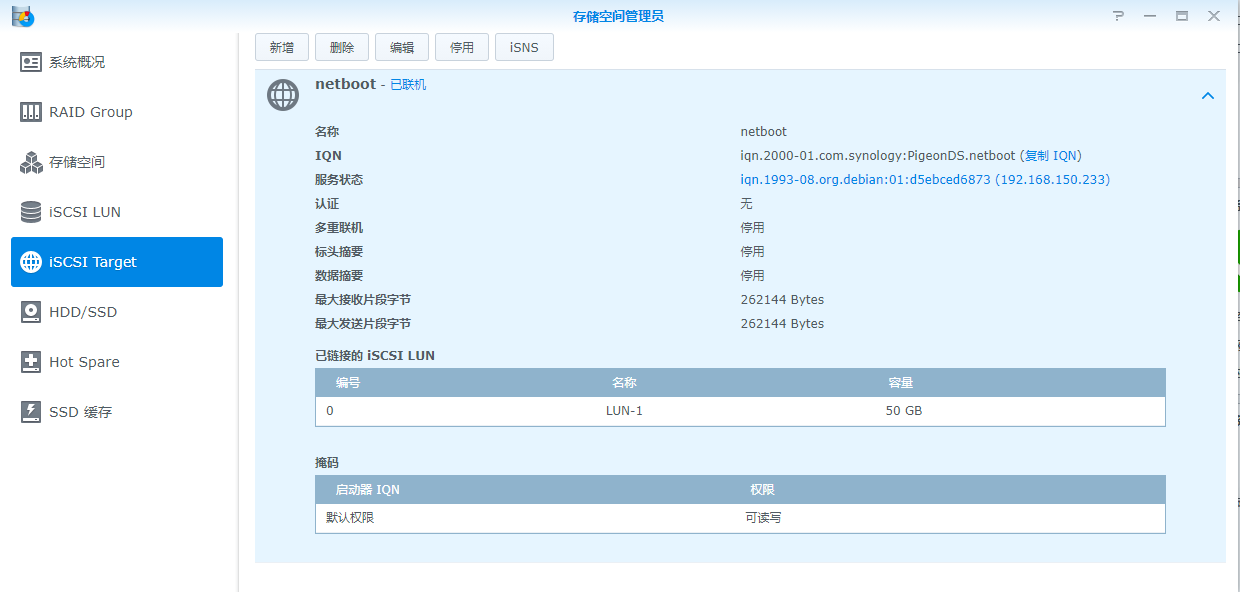 存储空间管理员
系统概况
RAID Group
存储空间
iSCSI LUN
iSCSI Target
HDD/SSD
Hot Spare
SSD 缓存
新增 删除 编辑 停用 iSNS
netboot - 已联机
名称 netboot
IQN iqn.2000-01.com.synology:PigeonDS.netboot (复制 IQN)
服务状态 iqn.1993-08.org.debian:01:d5ebced6873 (192.168.150.233)
认证 无
多重联机 停用
标头摘要 停用
数据摘要 停用
最大接收片段字节 262144 Bytes
最大发送片段字节 262144 Bytes
已链接的 iSCSI LUN
编号 名称 容量
0 LUN-1 50 GB
掩码
启动器 IQN 权限
默认权限 可读写